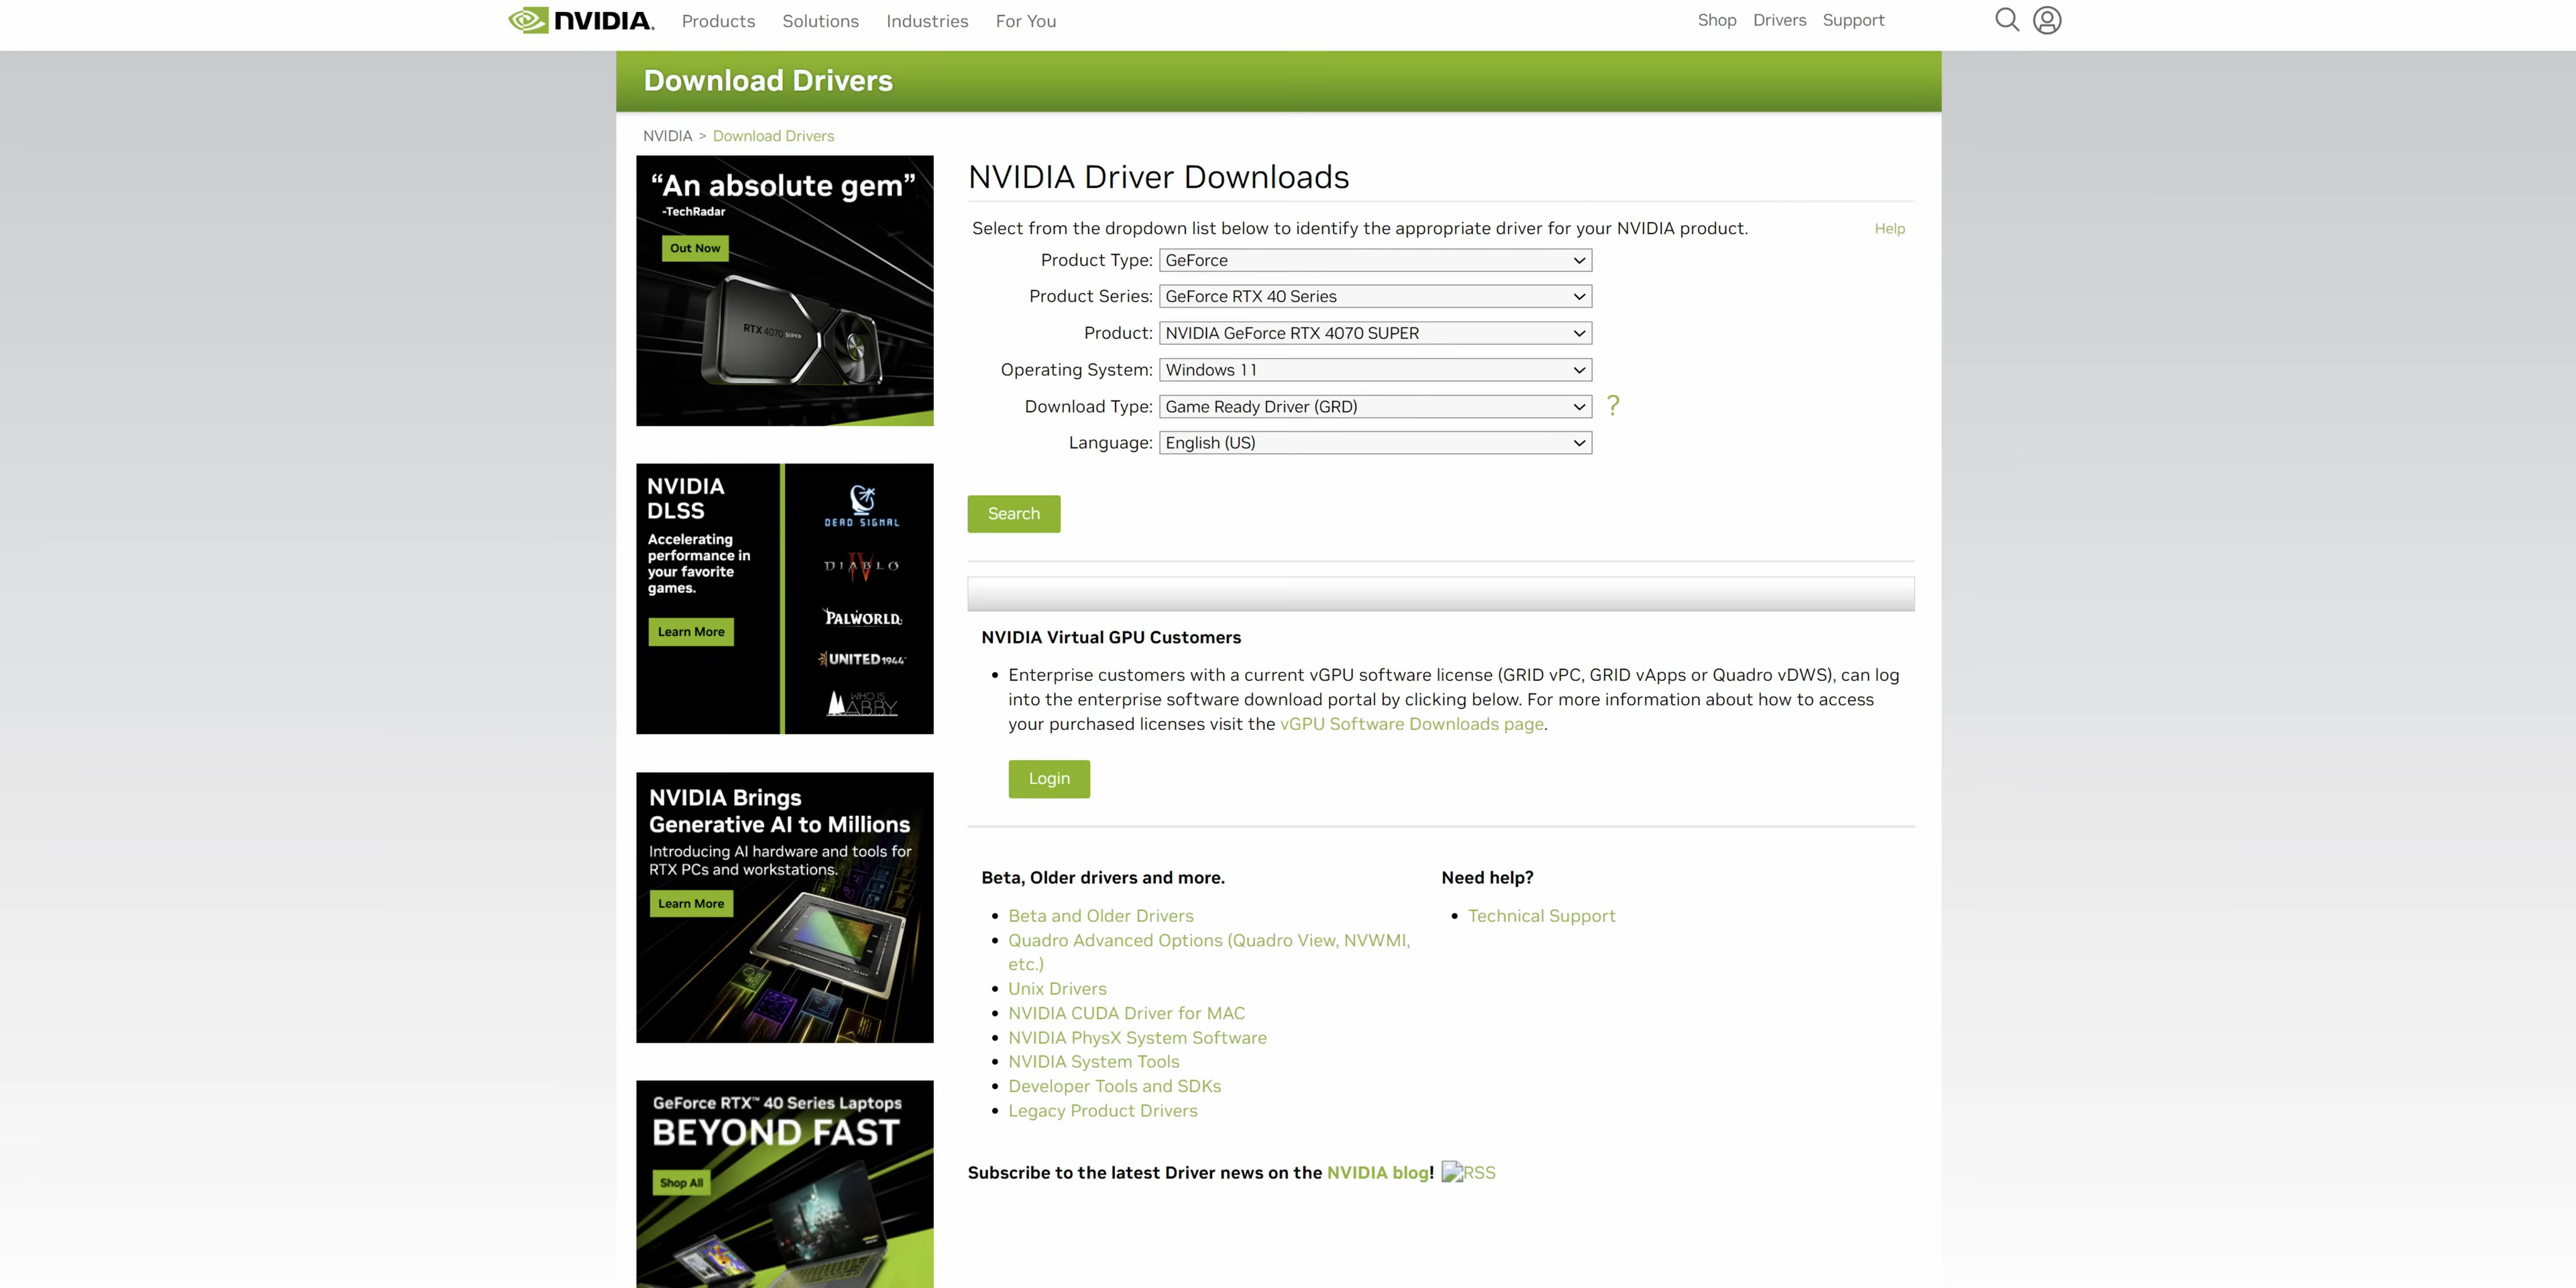 NVIDIA.
Products
Solutions
Industries
For You
Shop
Drivers
Support
Download Drivers
NVIDIA > Download Drivers
“An absolute gem”
-TechRadar
Out Now
RTX 4070 SUPER
NVIDIA
DLSS
Accelerating
performance in
your favorite
games.
Learn More
DEAD SIGNAL
DIABLO
IV
PALWORLD
UNITED 1944
WHO IS
ABBY
NVIDIA Brings
Generative AI to Millions
Introducing AI hardware and tools for
RTX PCs and workstations.
Learn More
GeForce RTX™ 40 Series Laptops
BEYOND FAST
Shop All
NVIDIA Driver Downloads
Select from the dropdown list below to identify the appropriate driver for your NVIDIA product.
Help
Product Type: GeForce
Product Series: GeForce RTX 40 Series
Product: NVIDIA GeForce RTX 4070 SUPER
Operating System: Windows 11
Download Type: Game Ready Driver (GRD) ?
Language: English (US)
Search
NVIDIA Virtual GPU Customers
• Enterprise customers with a current vGPU software license (GRID vPC, GRID vApps or Quadro vDWS), can log
into the enterprise software download portal by clicking below. For more information about how to access
your purchased licenses visit the vGPU Software Downloads page.
Login
Beta, Older drivers and more.
• Beta and Older Drivers
• Quadro Advanced Options (Quadro View, NVWMI,
etc.)
• Unix Drivers
• NVIDIA CUDA Driver for MAC
• NVIDIA PhysX System Software
• NVIDIA System Tools
• Developer Tools and SDKs
• Legacy Product Drivers
Need help?
• Technical Support
Subscribe to the latest Driver news on the NVIDIA blog! RSS